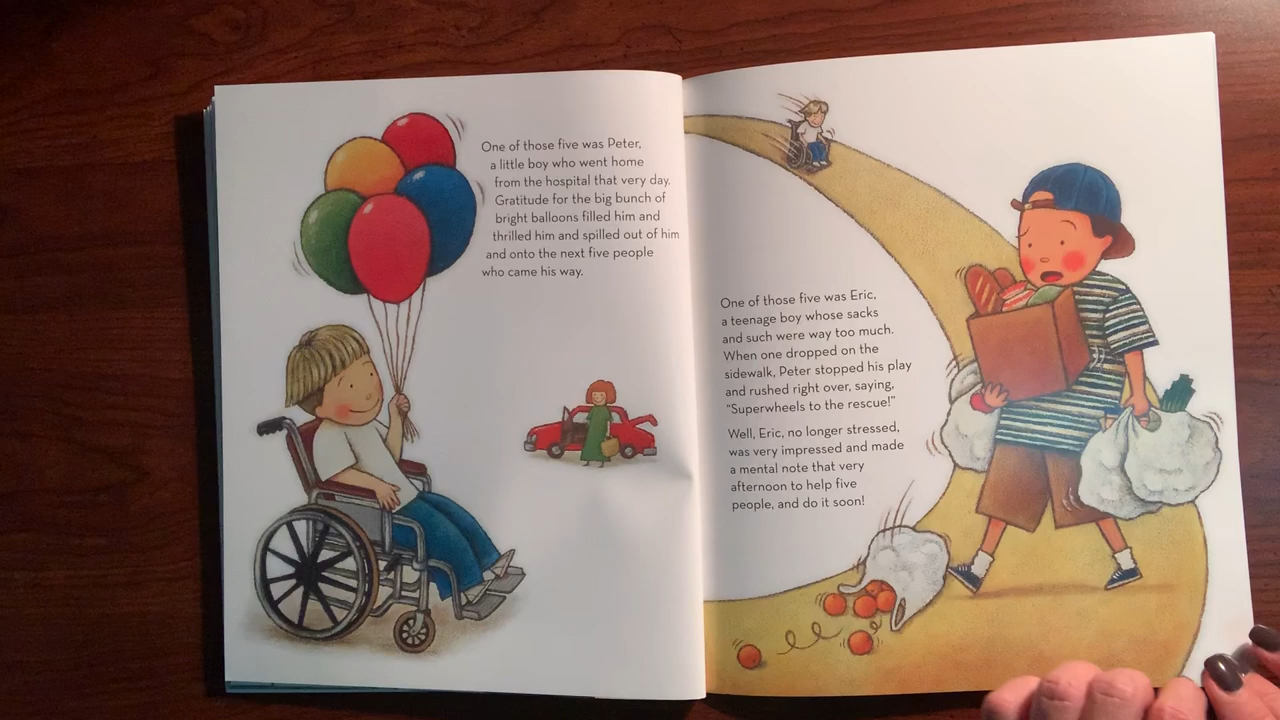 One of those five was Peter,
a little boy who went home
from the hospital that very day.
Gratitude for the big bunch of
bright balloons filled him and
thrilled him and spilled out of him
and onto the next five people
who came his way.
One of those five was Eric,
a teenage boy whose sacks
and such were way too much.
When one dropped on the
sidewalk, Peter stopped his play
and rushed right over, saying,
“Superwheels to the rescue!”
Well, Eric, no longer stressed,
was very impressed and made
a mental note that very
afternoon to help five
people, and do it soon!